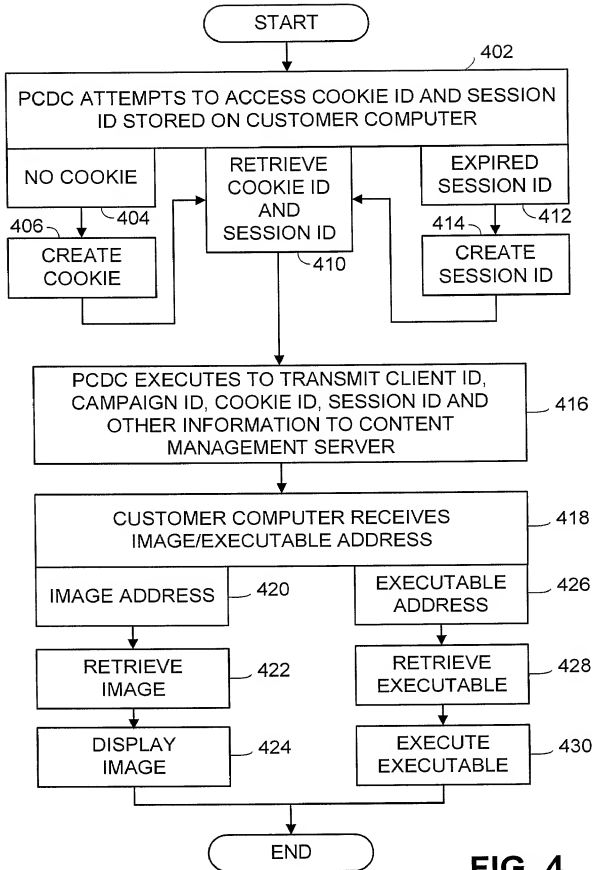 START
402
PCDC ATTEMPTS TO ACCESS COOKIE ID AND SESSION
ID STORED ON CUSTOMER COMPUTER
NO COOKIE
404
406
CREATE
COOKIE
RETRIEVE
COOKIE ID
AND
SESSION ID
410
EXPIRED
SESSION ID
412
414
CREATE
SESSION ID
PCDC EXECUTES TO TRANSMIT CLIENT ID,
CAMPAIGN ID, COOKIE ID, SESSION ID AND
OTHER INFORMATION TO CONTENT
MANAGEMENT SERVER
416
CUSTOMER COMPUTER RECEIVES
IMAGE/EXECUTABLE ADDRESS
418
IMAGE ADDRESS
420
RETRIEVE
IMAGE
422
DISPLAY
IMAGE
424
EXECUTABLE
ADDRESS
426
RETRIEVE
EXECUTABLE
428
EXECUTE
EXECUTABLE
430
END
FIG. 4